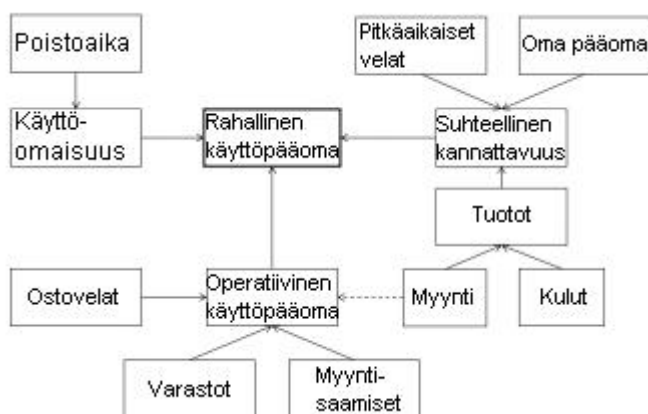 Poistoaika
Pitkäaikaiset
velat
Oma pääoma
Käyttö-
omaisuus
Rahallinen
käyttöpääoma
Suhteellinen
kannattavuus
Tuotot
Ostovelat
Operatiivinen
käyttöpääoma
Myynti
Kulut
Varastot
Myynti-
saamiset